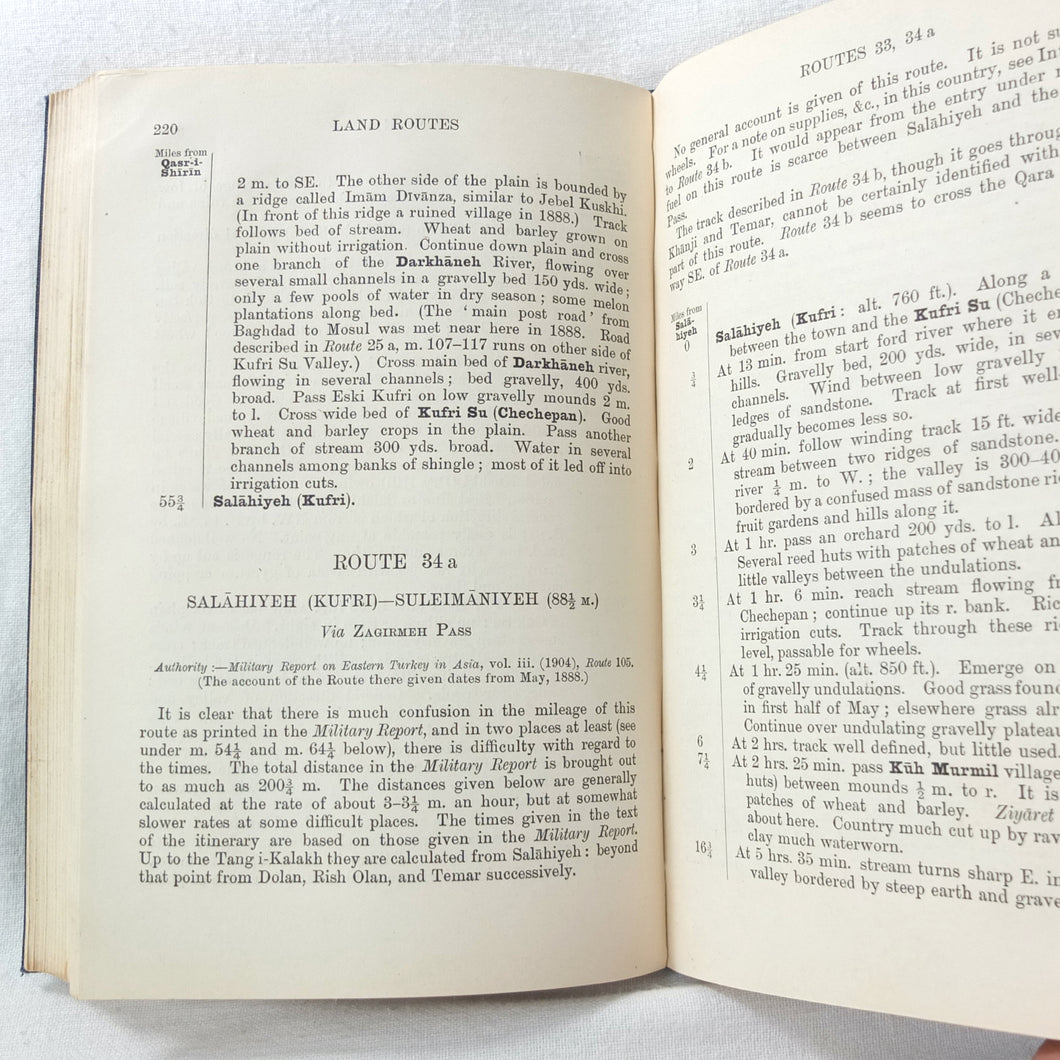 220
LAND ROUTES
Miles from
Qasr-i-
Shīrīn
2 m. to SE. The other side of the plain is bounded by
a ridge called Imām Dīvānza, similar to Jebel Kuskhi.
(In front of this ridge a ruined village in 1888.) Track
follows bed of stream. Wheat and barley grown on
plain without irrigation. Continue down plain and cross
one branch of the Darkhāneh River, flowing over
several small channels in a gravelly bed 150 yds. wide;
only a few pools of water in dry season; some melon
plantations along bed. (The 'main post road' from
Baghdad to Mosul was met near here in 1888. Road
described in Route 25 a, m. 107–117 runs on other side of
Kufri Su Valley.) Cross main bed of Darkhāneh river,
flowing in several channels; bed gravelly, 400 yds.
broad. Pass Eski Kufri on low gravelly mounds 2 m.
to l. Cross wide bed of Kufri Su (Chechepan). Good
wheat and barley crops in the plain. Pass another
branch of stream 300 yds. broad. Water in several
channels among banks of shingle; most of it led off into
irrigation cuts.
55¾ Salāhiyeh (Kufri).
ROUTE 34 a
SALĀHIYEH (KUFRI)—SULEIMĀNIYEH (88½ M.)
Via ZAGIRMEH PASS
Authority:—Military Report on Eastern Turkey in Asia, vol. iii. (1904), Route 105.
(The account of the Route there given dates from May, 1888.)
It is clear that there is much confusion in the mileage of this
route as printed in the Military Report, and in two places at least (see
under m. 54¼ and m. 64¼ below), there is difficulty with regard to
the times. The total distance in the Military Report is brought out
to as much as 200¾ m. The distances given below are generally
calculated at the rate of about 3–3¼ m. an hour, but at somewhat
slower rates at some difficult places. The times given in the text
of the itinerary are based on those given in the Military Report.
Up to the Tang i-Kalakh they are calculated from Salāhiyeh: beyond
that point from Dolan, Rish Olan, and Temar successively.
ROUTES 33, 34 a
No general account is given of this route. It is not
wheels. For a note on supplies, &c., in this country, see
to Route 34 b. It would appear from the entry under
fuel on this route is scarce between Salāhiyeh and the
Pass.
The track described in Route 34 b, though it goes
Khānji and Temar, cannot be certainly identified with
part of this route. Route 34 b seems to cross the Qara
way SE. of Route 34 a.
Miles from
Salā-
hiyeh
0 Salāhiyeh (Kufri: alt. 760 ft.). Along a
between the town and the Kufri Su
¾ At 13 min. from start ford river where it
hills. Gravelly bed, 200 yds. wide, in
channels. Wind between low gravelly
ledges of sandstone. Track at first
gradually becomes less so.
2 At 40 min. follow winding track 15 ft. wide
stream between two ridges of sandstone.
river ¼ m. to W.; the valley is
bordered by a confused mass of sandstone
fruit gardens and hills along it.
3 At 1 hr. pass an orchard 200 yds. to l.
Several reed huts with patches of wheat
little valleys between the undulations.
3¼ At 1 hr. 6 min. reach stream flowing
Chechepan; continue up its r. bank.
irrigation cuts. Track through these
level, passable for wheels.
4¼ At 1 hr. 25 min. (alt. 850 ft.). Emerge on
of gravelly undulations. Good grass
in first half of May; elsewhere grass
Continue over undulating gravelly
6 At 2 hrs. track well defined, but little used.
7¼ At 2 hrs. 25 min. pass Kūh Murmil village
huts) between mounds ½ m. to r. It is
patches of wheat and barley. Ziyāret
about here. Country much cut up by
clay much waterworn.
16¾ At 5 hrs. 35 min. stream turns sharp E.
valley bordered by steep earth and